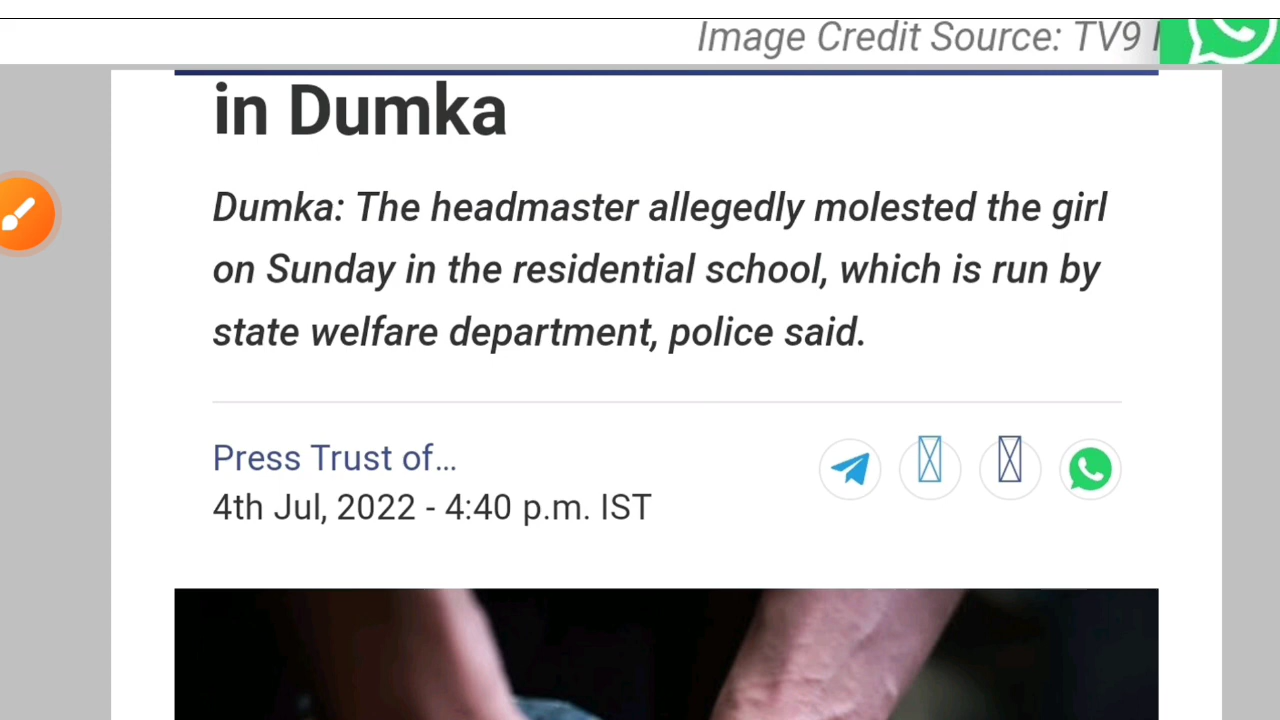 Image Credit Source: TV9
in Dumka
Dumka: The headmaster allegedly molested the girl
on Sunday in the residential school, which is run by
state welfare department, police said.
Press Trust of...
4th Jul, 2022 - 4:40 p.m. IST